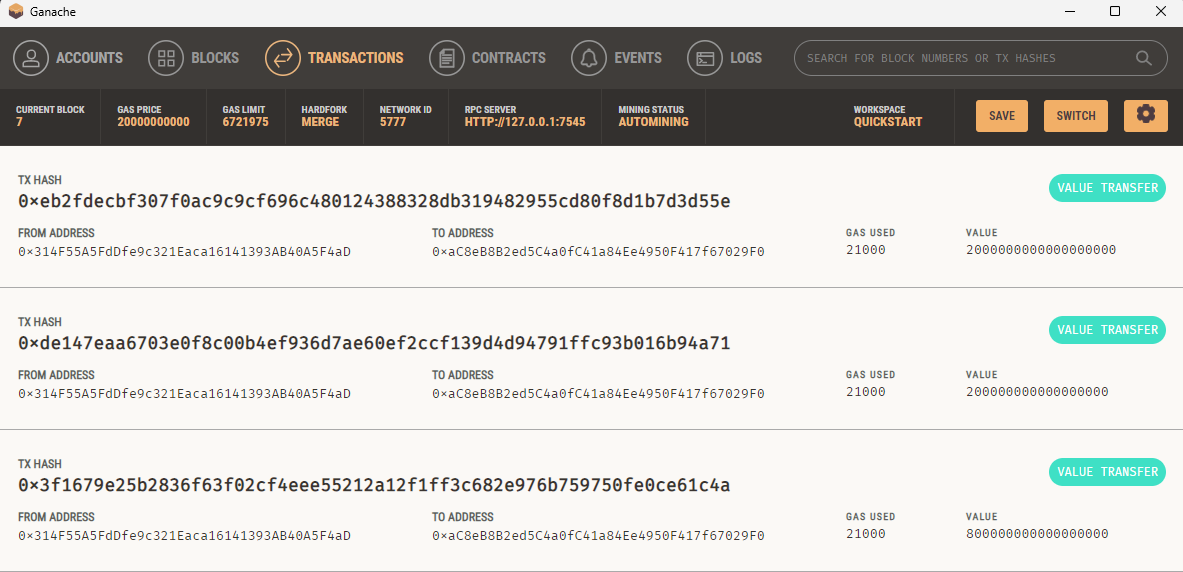 Ganache
ACCOUNTS BLOCKS TRANSACTIONS CONTRACTS EVENTS LOGS SEARCH FOR BLOCK NUMBERS OR TX HASHES
CURRENT BLOCK GAS PRICE GAS LIMIT HARDFORK NETWORK ID RPC SERVER MINING STATUS WORKSPACE
7 20000000000 6721975 MERGE 5777 HTTP://127.0.0.1:7545 AUTOMINING QUICKSTART SAVE SWITCH
TX HASH
0×eb2fdecbf307f0ac9c9cf696c480124388328db319482955cd80f8d1b7d3d55e VALUE TRANSFER
FROM ADDRESS TO ADDRESS GAS USED VALUE
0×314F55A5FdDfe9c321Eaca16141393AB40A5F4aD 0×aC8eB8B2ed5C4a0fC41a84Ee4950F417f67029F0 21000 2000000000000000000
TX HASH
0×de147eaa6703e0f8c00b4ef936d7ae60ef2ccf139d4d94791ffc93b016b94a71 VALUE TRANSFER
FROM ADDRESS TO ADDRESS GAS USED VALUE
0×314F55A5FdDfe9c321Eaca16141393AB40A5F4aD 0×aC8eB8B2ed5C4a0fC41a84Ee4950F417f67029F0 21000 200000000000000000
TX HASH
0×3f1679e25b2836f63f02cf4eee55212a12f1ff3c682e976b759750fe0ce61c4a VALUE TRANSFER
FROM ADDRESS TO ADDRESS GAS USED VALUE
0×314F55A5FdDfe9c321Eaca16141393AB40A5F4aD 0×aC8eB8B2ed5C4a0fC41a84Ee4950F417f67029F0 21000 800000000000000000